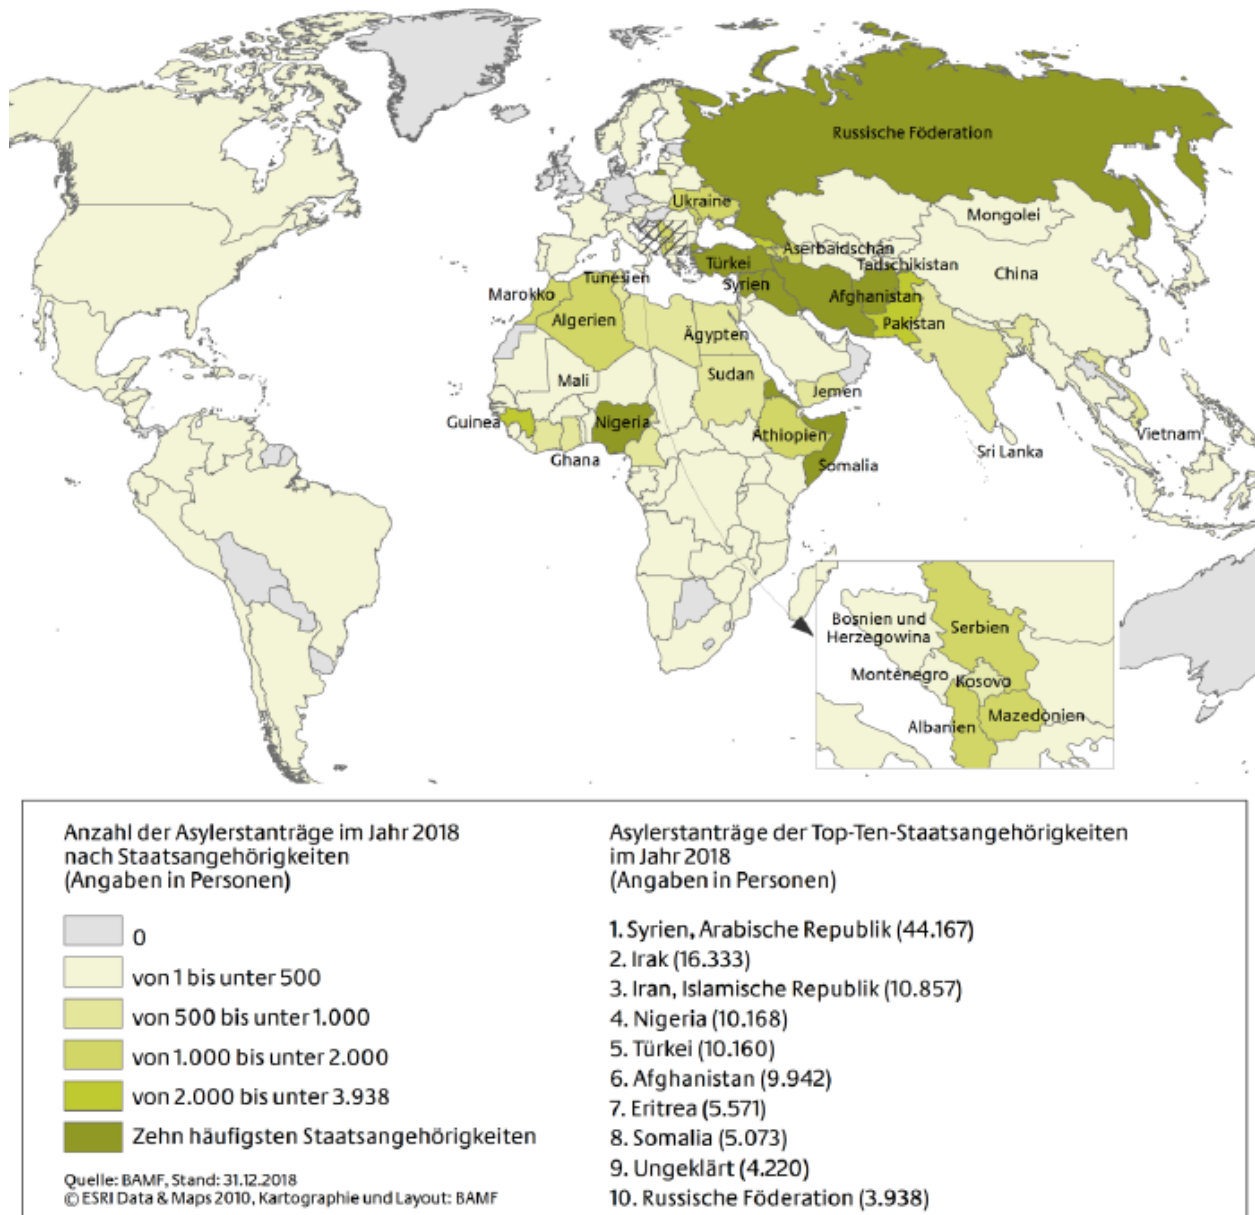 Russische Föderation
Ukraine
Mongolei
Aserbaidschan
Tadschikistan
Türkei
China
Tunesien
Syrien
Afghanistan
Marokko
Algerien
Pakistan
Ägypten
Mali
Sudan
Jemen
Guinea
Nigeria
Äthiopien
Vietnam
Ghana
Somalia
Sri Lanka
Bosnien und
Herzegowina
Serbien
Montenegro
Kosovo
Albanien
Mazedonien
Anzahl der Asylerstanträge im Jahr 2018
nach Staatsangehörigkeiten
(Angaben in Personen)
0
von 1 bis unter 500
von 500 bis unter 1.000
von 1.000 bis unter 2.000
von 2.000 bis unter 3.938
Zehn häufigsten Staatsangehörigkeiten
Quelle: BAMF, Stand: 31.12.2018
© ESRI Data & Maps 2010, Kartographie und Layout: BAMF
Asylerstanträge der Top-Ten-Staatsangehörigkeiten
im Jahr 2018
(Angaben in Personen)
1. Syrien, Arabische Republik (44.167)
2. Irak (16.333)
3. Iran, Islamische Republik (10.857)
4. Nigeria (10.168)
5. Türkei (10.160)
6. Afghanistan (9.942)
7. Eritrea (5.571)
8. Somalia (5.073)
9. Ungeklärt (4.220)
10. Russische Föderation (3.938)